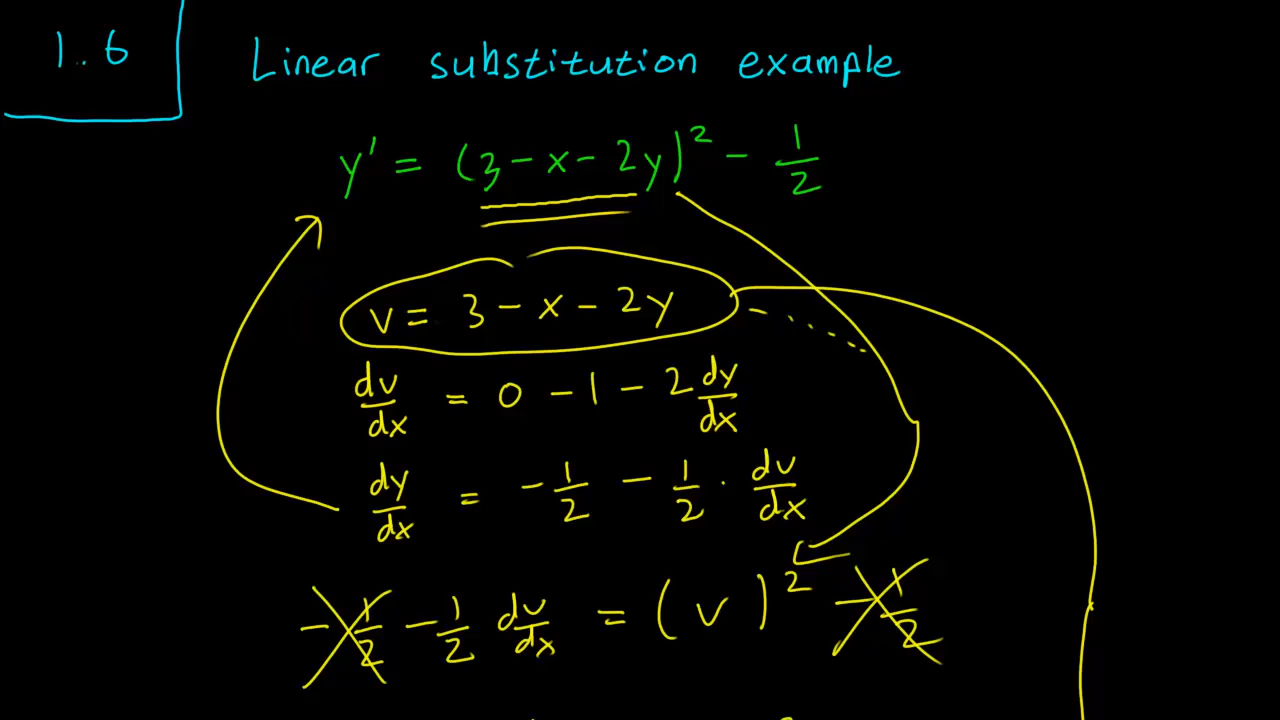 1.6
Linear substitution example
y' = (3 - x - 2y)² - 1/2
v = 3 - x - 2y
dv/dx = 0 - 1 - 2 dy/dx
dy/dx = -1/2 - 1/2 · dv/dx
-1/2 - 1/2 dv/dx = (v)² - 1/2